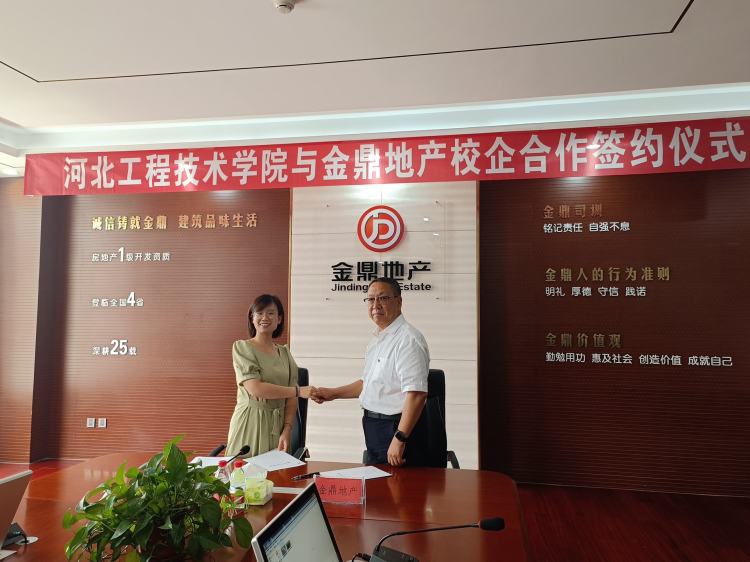 河北工程技术学院与金鼎地产校企合作签约仪式
诚信铸就金鼎 建筑品味生活
房地产1级开发资质
登临全国4省
深耕25载
金鼎地产
Jinding Estate
金鼎司训
铭记责任 自强不息
金鼎人的行为准则
明礼 厚德 守信 践诺
金鼎价值观
勤勉用功 惠及社会 创造价值 成就自己
金鼎地产